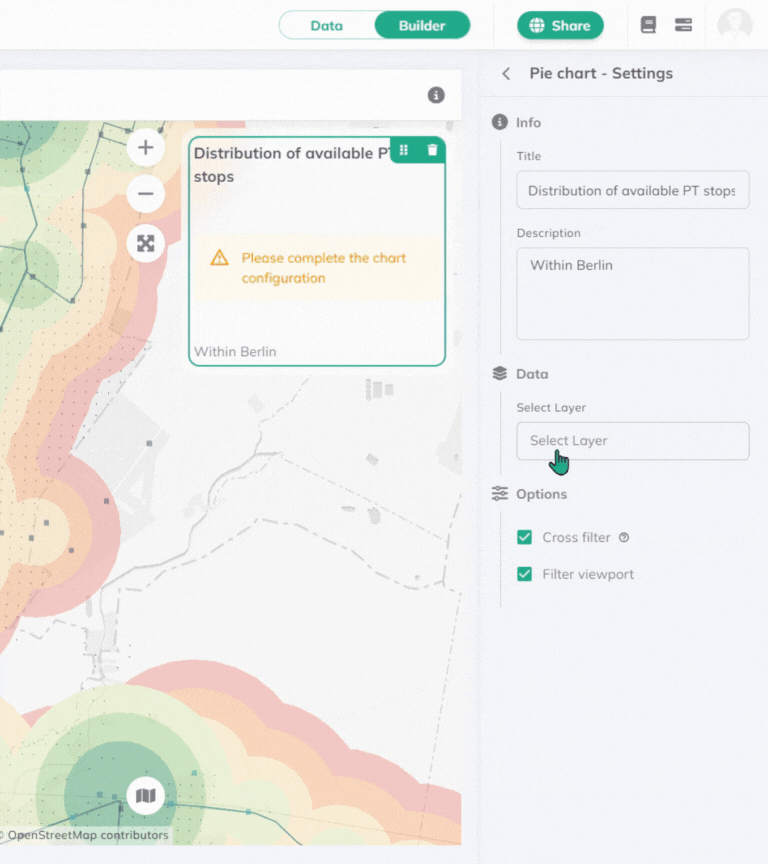 Data
Builder
Share
Pie chart - Settings
Info
Title
Distribution of available PT stops
Description
Within Berlin
Data
Select Layer
Select Layer
Options
Cross filter
Filter viewport
Distribution of available PT
stops
Please complete the chart
configuration
Within Berlin
© OpenStreetMap contributors